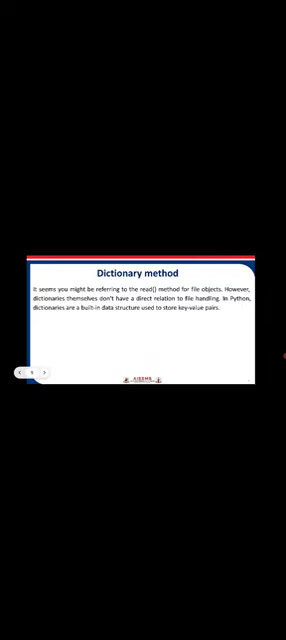 Dictionary method
It seems you might be referring to the read() method for file objects. However,
dictionaries themselves don't have a direct relation to file handling. In Python,
dictionaries are a built-in data structure used to store key-value pairs.
9